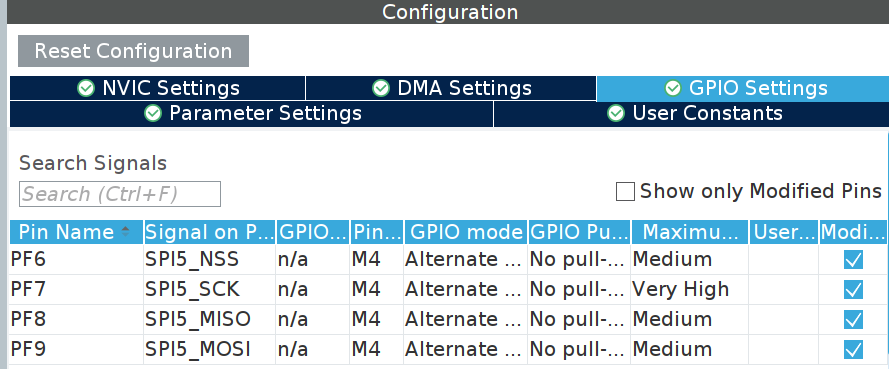 Configuration
Reset Configuration
NVIC Settings DMA Settings GPIO Settings
Parameter Settings User Constants
Search Signals
Search (Ctrl+F)
Show only Modified Pins
Pin Name Signal on P... GPIO... Pin... GPIO mode GPIO Pu... Maximu... User... Modi...
PF6 SPI5_NSS n/a M4 Alternate ... No pull-... Medium
PF7 SPI5_SCK n/a M4 Alternate ... No pull-... Very High
PF8 SPI5_MISO n/a M4 Alternate ... No pull-... Medium
PF9 SPI5_MOSI n/a M4 Alternate ... No pull-... Medium